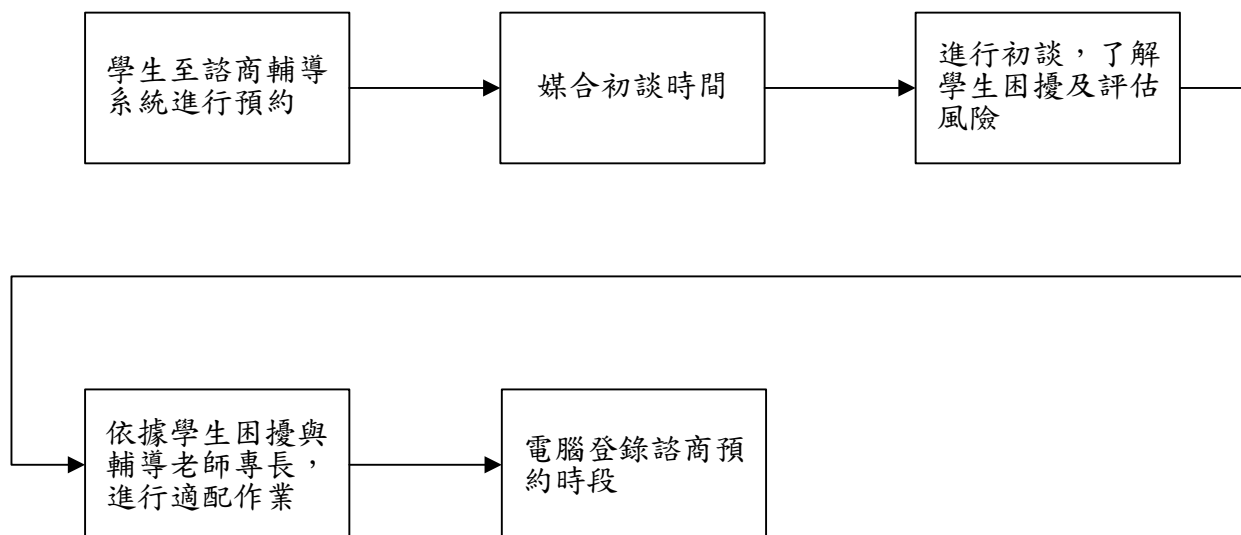 學生至諮商輔導
系統進行預約
媒合初談時間
進行初談，了解
學生困擾及評估
風險
依據學生困擾與
輔導老師專長，
進行適配作業
電腦登錄諮商預
約時段